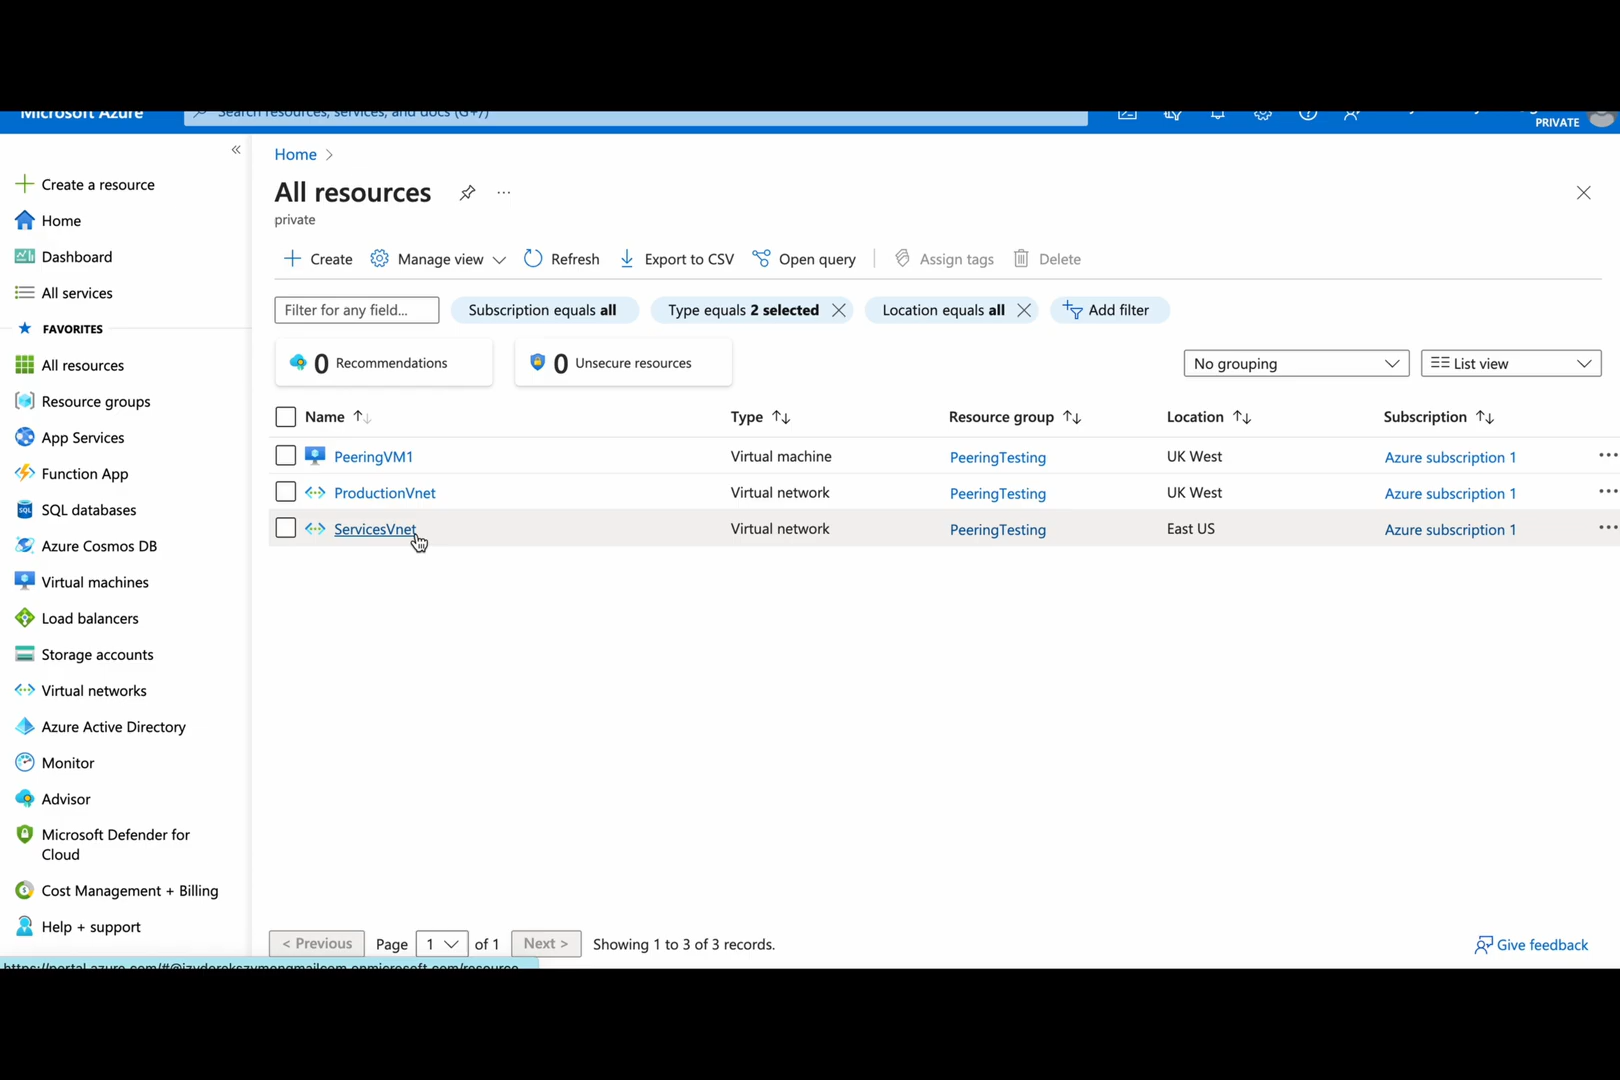 Microsoft Azure
Search resources, services, and docs (G+/)
PRIVATE
Create a resource
Home
Dashboard
All services
FAVORITES
All resources
Resource groups
App Services
Function App
SQL databases
Azure Cosmos DB
Virtual machines
Load balancers
Storage accounts
Virtual networks
Azure Active Directory
Monitor
Advisor
Microsoft Defender for
Cloud
Cost Management + Billing
Help + support
Home >
All resources
private
Create Manage view Refresh Export to CSV Open query Assign tags Delete
Filter for any field... Subscription equals all Type equals 2 selected Location equals all Add filter
0 Recommendations 0 Unsecure resources No grouping List view
Name Type Resource group Location Subscription
PeeringVM1 Virtual machine PeeringTesting UK West Azure subscription 1
ProductionVnet Virtual network PeeringTesting UK West Azure subscription 1
ServicesVnet Virtual network PeeringTesting East US Azure subscription 1
< Previous Page 1 of 1 Next > Showing 1 to 3 of 3 records. Give feedback